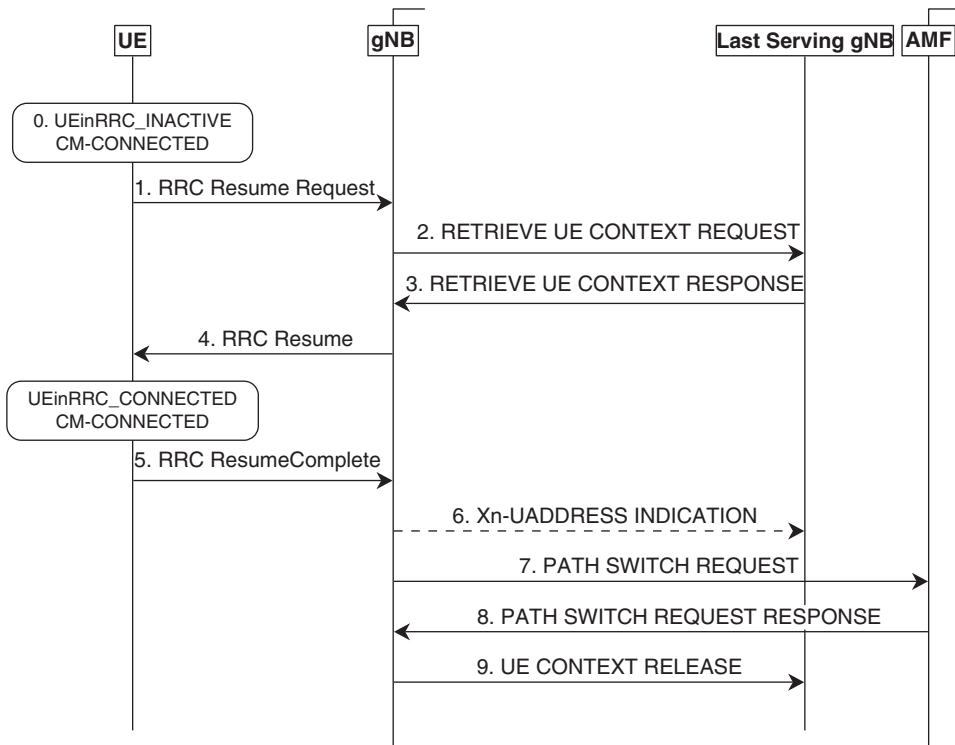 UE
gNB
Last Serving gNB
AMF
0. UEinRRC_INACTIVE
CM-CONNECTED
1. RRC Resume Request
2. RETRIEVE UE CONTEXT REQUEST
3. RETRIEVE UE CONTEXT RESPONSE
4. RRC Resume
UEinRRC_CONNECTED
CM-CONNECTED
5. RRC ResumeComplete
6. Xn-UADDRESS INDICATION
7. PATH SWITCH REQUEST
8. PATH SWITCH REQUEST RESPONSE
9. UE CONTEXT RELEASE